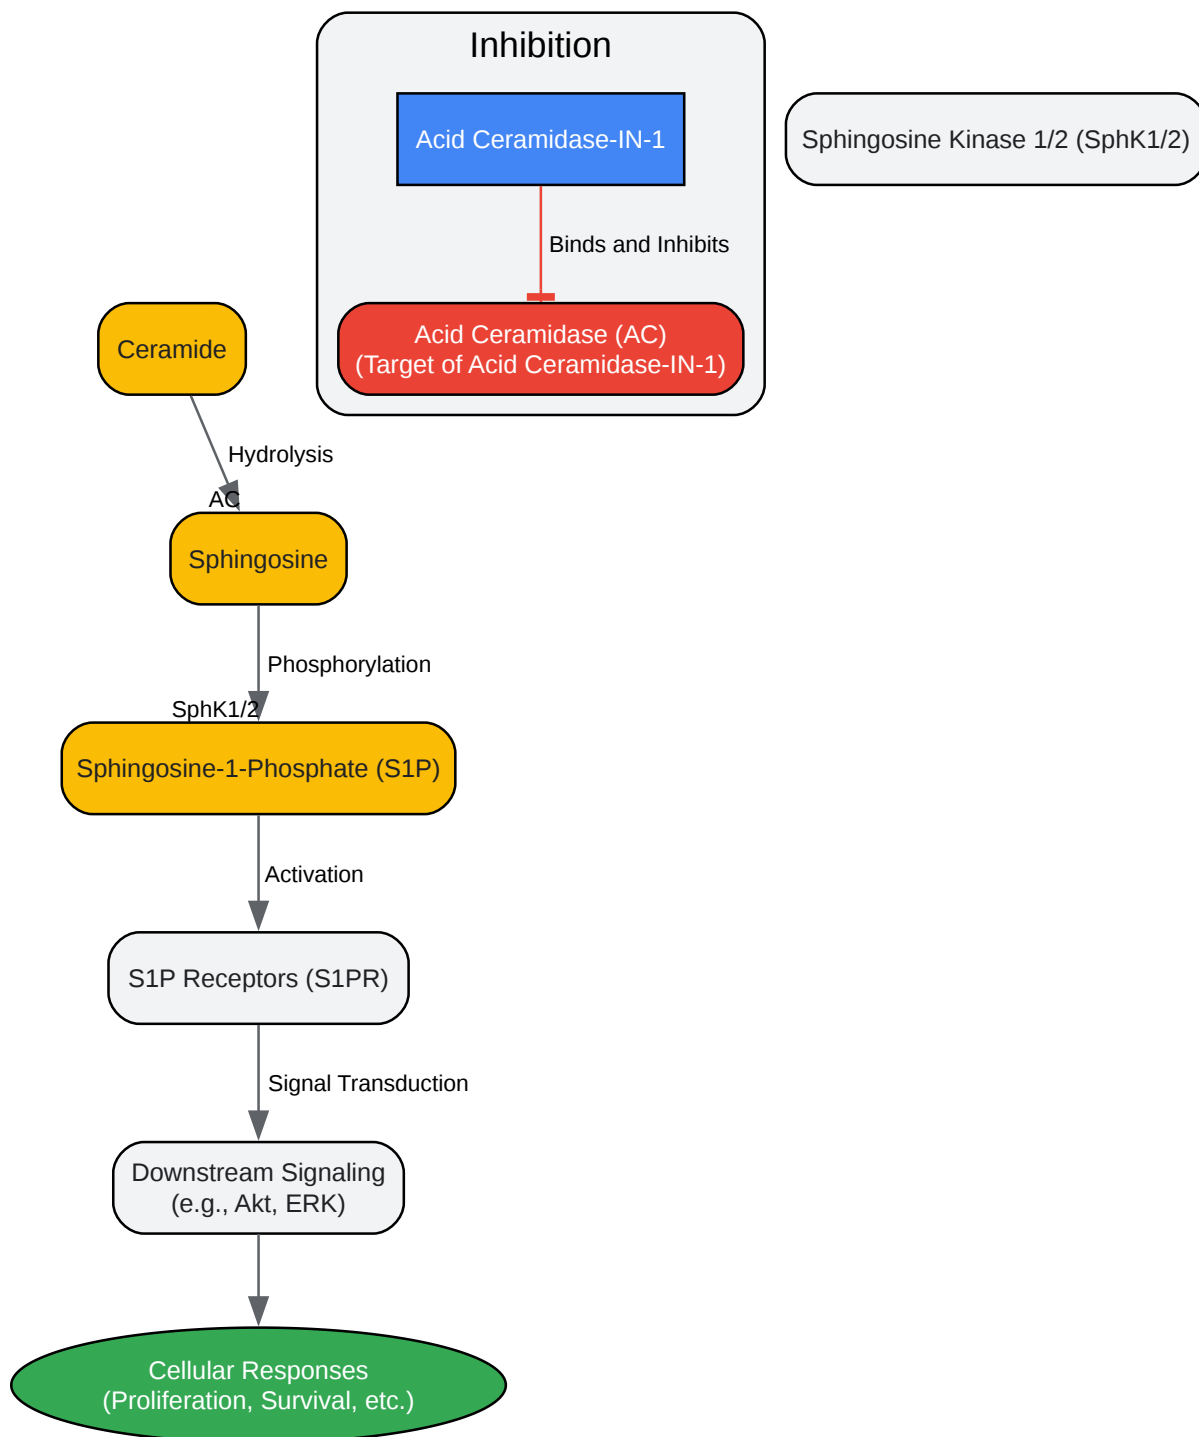 Inhibition
Acid Ceramidase-IN-1
Sphingosine Kinase 1/2 (SphK1/2)
Binds and Inhibits
Acid Ceramidase (AC)
(Target of Acid Ceramidase-IN-1)
Ceramide
Hydrolysis
AC
Sphingosine
Phosphorylation
SphK1/2
Sphingosine-1-Phosphate (S1P)
Activation
S1P Receptors (S1PR)
Signal Transduction
Downstream Signaling
(e.g., Akt, ERK)
Cellular Responses
(Proliferation, Survival, etc.)